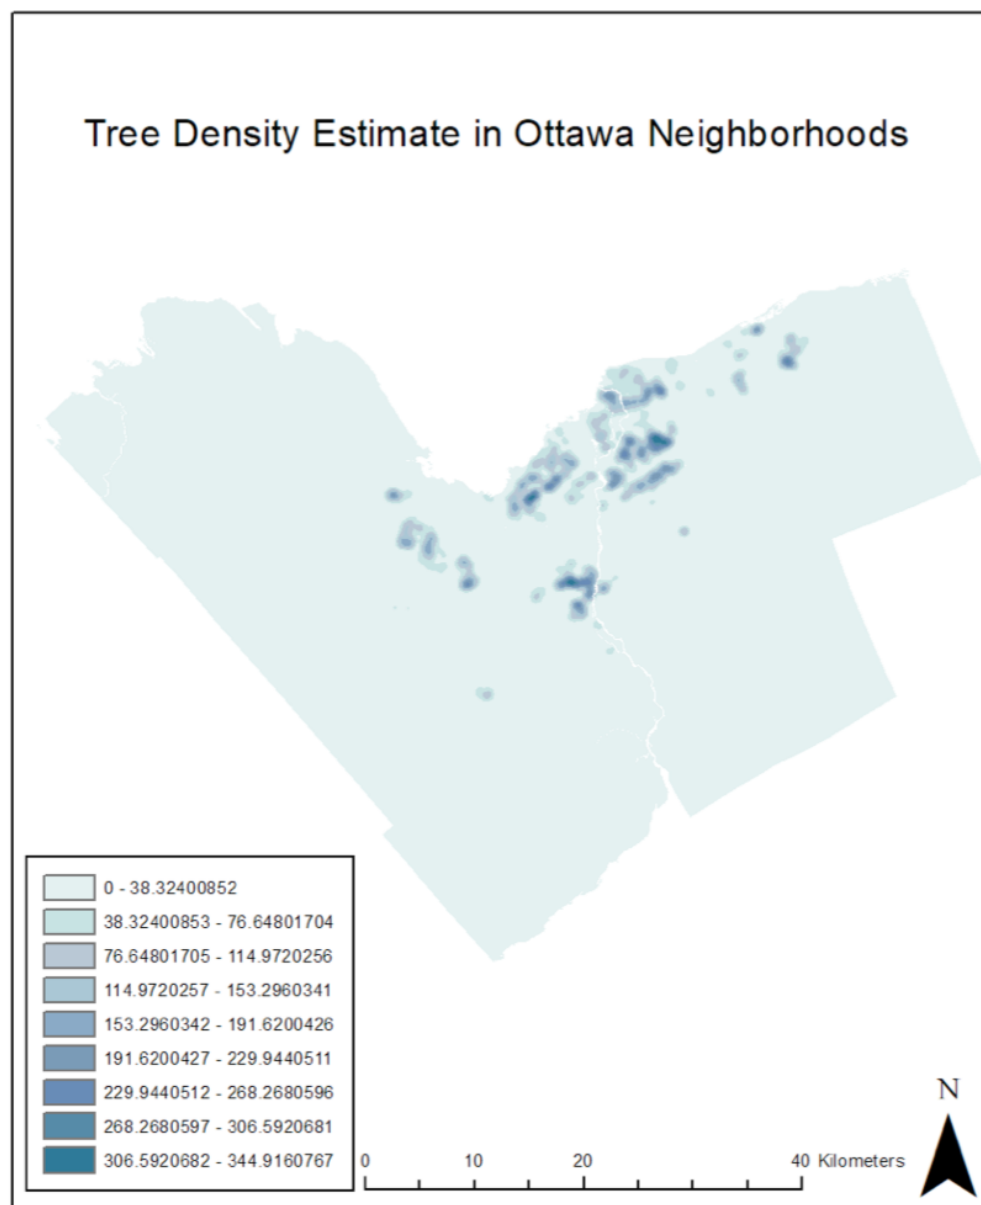 Tree Density Estimate in Ottawa Neighborhoods
0 - 38.32400852
38.32400853 - 76.64801704
76.64801705 - 114.9720256
114.9720257 - 153.2960341
153.2960342 - 191.6200426
191.6200427 - 229.9440511
229.9440512 - 268.2680596
268.2680597 - 306.5920681
306.5920682 - 344.9160767
0 10 20 40 Kilometers
N